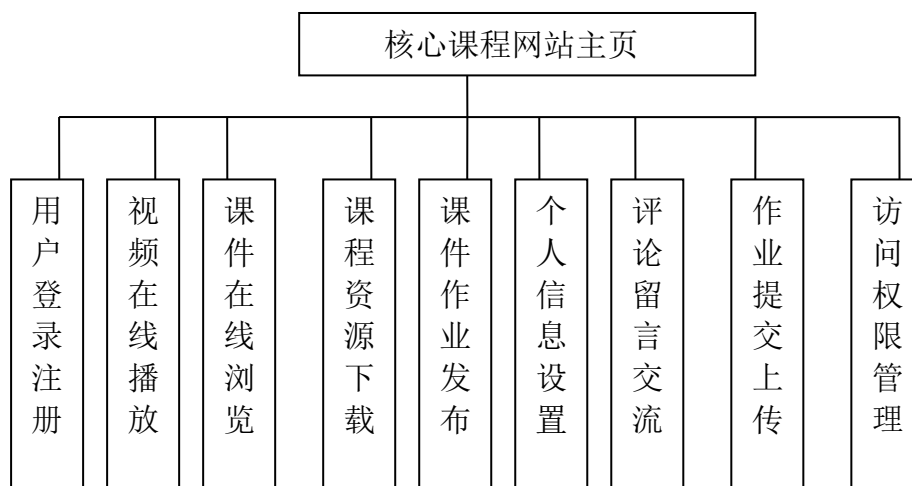 核心课程网站主页
用户登录注册
视频在线播放
课件在线浏览
课程资源下载
课件作业发布
个人信息设置
评论留言交流
作业提交上传
访问权限管理